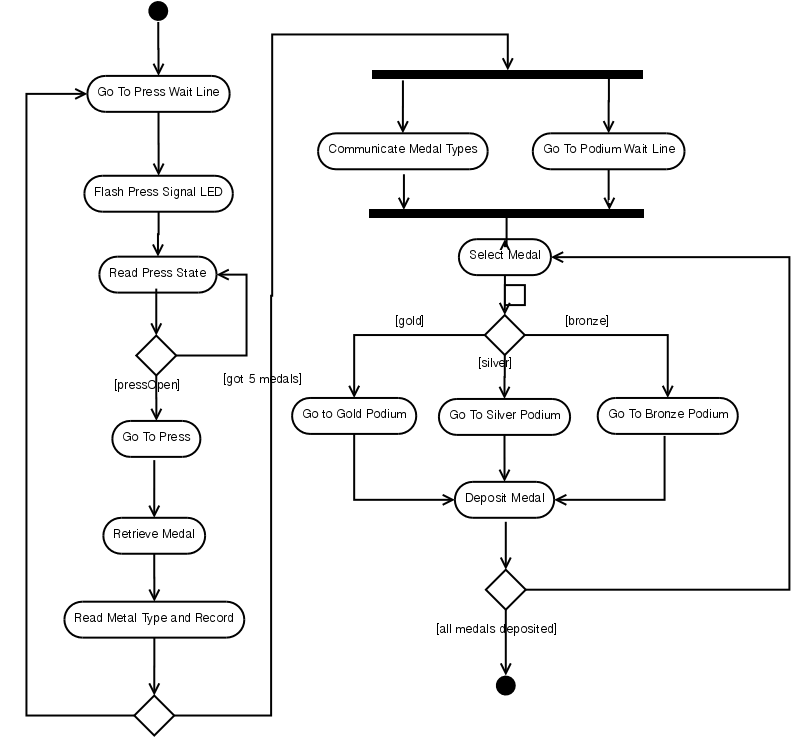 Go To Press Wait Line
Flash Press Signal LED
Read Press State
[pressOpen]
[got 5 medals]
Go To Press
Retrieve Medal
Read Metal Type and Record
Communicate Medal Types
Go To Podium Wait Line
Select Medal
[gold]
[silver]
[bronze]
Go to Gold Podium
Go To Silver Podium
Go To Bronze Podium
Deposit Medal
[all medals deposited]